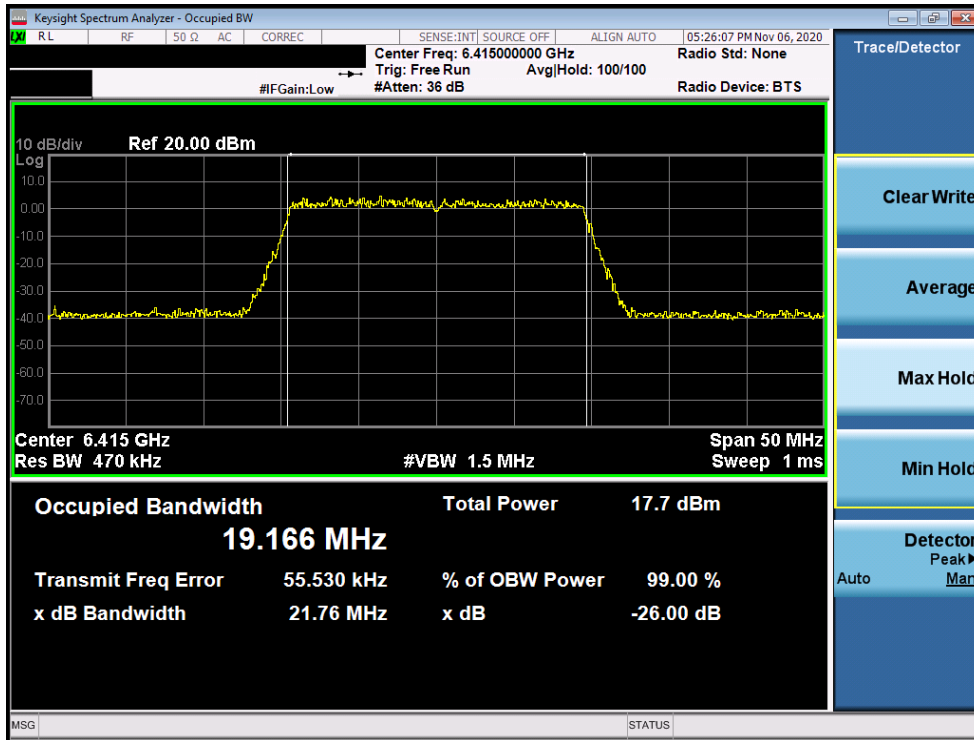 Keysight Spectrum Analyzer - Occupied BW
LXI RL RF 50 Ω AC CORREC SENSE:INT SOURCE OFF ALIGN AUTO 05:26:07 PM Nov 06, 2020
Center Freq: 6.415000000 GHz Radio Std: None
Trig: Free Run Avg|Hold: 100/100
#IFGain:Low #Atten: 36 dB Radio Device: BTS
10 dB/div Ref 20.00 dBm
Log
10.0
0.00
-10.0
-20.0
-30.0
-40.0
-50.0
-60.0
-70.0
Center 6.415 GHz Span 50 MHz
Res BW 470 kHz #VBW 1.5 MHz Sweep 1 ms
Occupied Bandwidth Total Power 17.7 dBm
19.166 MHz
Transmit Freq Error 55.530 kHz % of OBW Power 99.00 %
x dB Bandwidth 21.76 MHz x dB -26.00 dB
MSG STATUS
Trace/Detector
Clear Write
Average
Max Hold
Min Hold
Detector
Peak▶
Auto Man